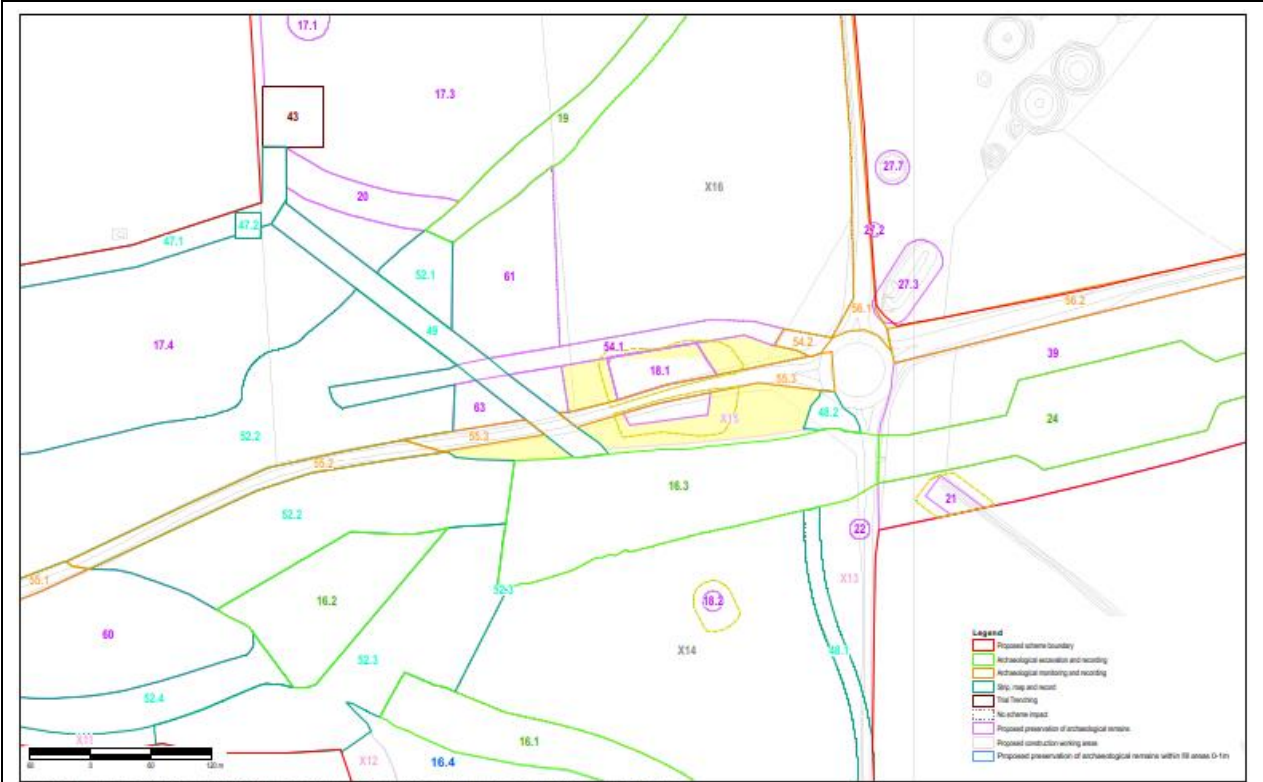 17.1
17.3
43
19
20
X16
27.7
47.2
47.1
27.2
52.1
61
27.3
56.1
56.2
49
17.4
54.1
54.2
39
18.1
55.3
63
X15
48.2
24
52.2
55.3
55.2
16.3
21
52.2
22
55.1
X13
52.3
16.2
18.2
60
X14
48.1
52.3
52.4
X11
16.1
X12
16.4
60 0 60 120 m
Legend
Proposed scheme boundary
Archaeological excavation and recording
Archaeological monitoring and recording
Strip, map and record
Trial Trenching
No scheme impact
Proposed preservation of archaeological remains
Proposed construction working areas
Proposed preservation of archaeological remains within fill areas 0-1m